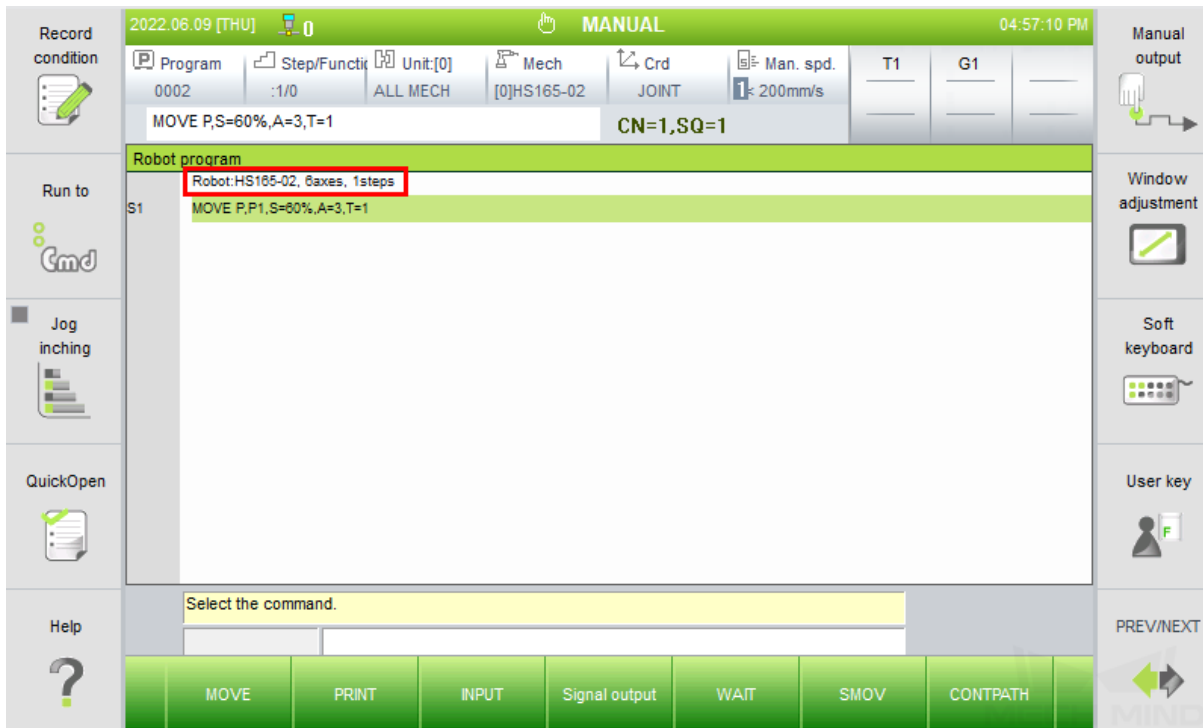 Record
condition
2022.06.09 [THU]
0
MANUAL
04:57:10 PM
Manual
output
P Program
0002
Step/Functic
:1/0
Unit:[0]
ALL MECH
Mech
[0]HS165-02
Crd
JOINT
Man. spd.
1< 200mm/s
T1
G1
MOVE P,S=60%,A=3,T=1
CN=1,SQ=1
Run to
Cmd
Robot program
Robot:HS165-02, 6axes, 1steps
S1 MOVE P,P1,S=60%,A=3,T=1
Window
adjustment
Jog
inching
Soft
keyboard
QuickOpen
User key
F
Help
?
Select the command.
PREV/NEXT
MOVE
PRINT
INPUT
Signal output
WAIT
SMOV
CONTPATH
MECH MIND